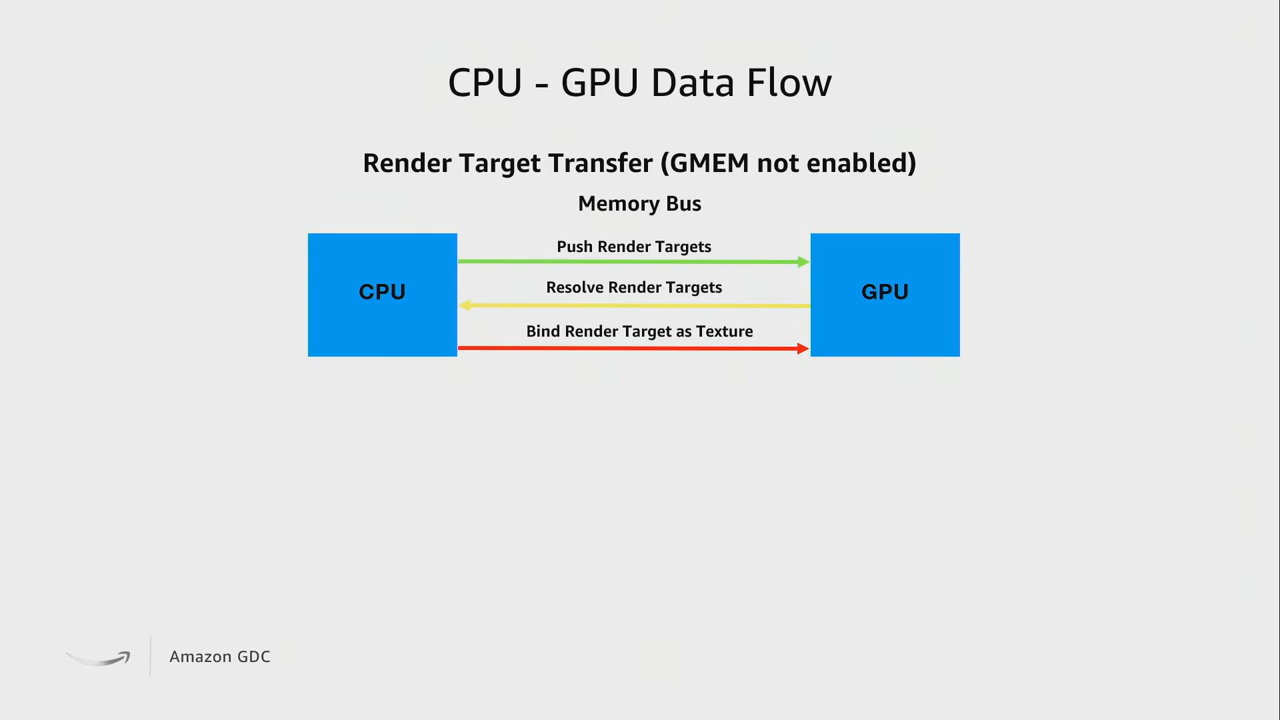 CPU - GPU Data Flow
Render Target Transfer (GMEM not enabled)
Memory Bus
Push Render Targets
CPU
Resolve Render Targets
GPU
Bind Render Target as Texture
Amazon GDC